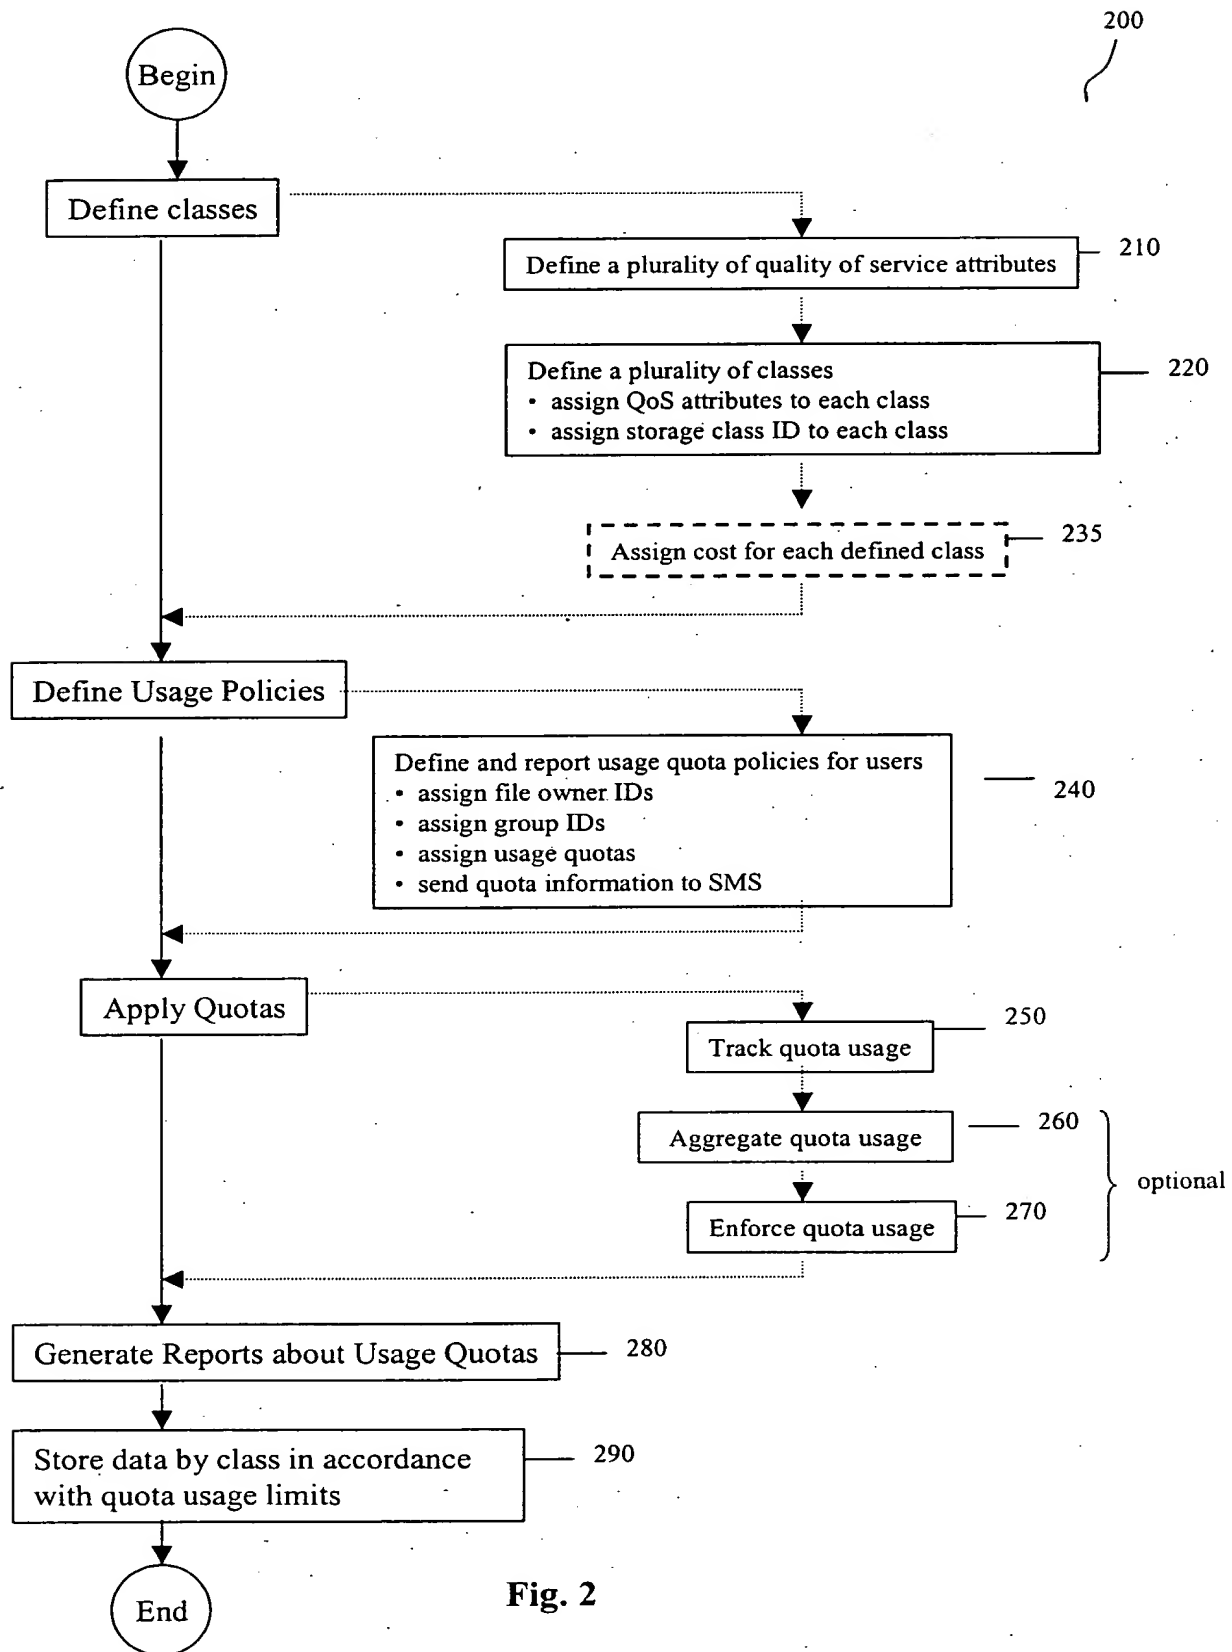 200
Begin
Define classes
Define a plurality of quality of service attributes
210
Define a plurality of classes
• assign QoS attributes to each class
• assign storage class ID to each class
220
Assign cost for each defined class
235
Define Usage Policies
Define and report usage quota policies for users
• assign file owner IDs
• assign group IDs
• assign usage quotas
• send quota information to SMS
240
Apply Quotas
Track quota usage
250
Aggregate quota usage
260
Enforce quota usage
270
optional
Generate Reports about Usage Quotas
280
Store data by class in accordance
with quota usage limits
290
End
Fig. 2